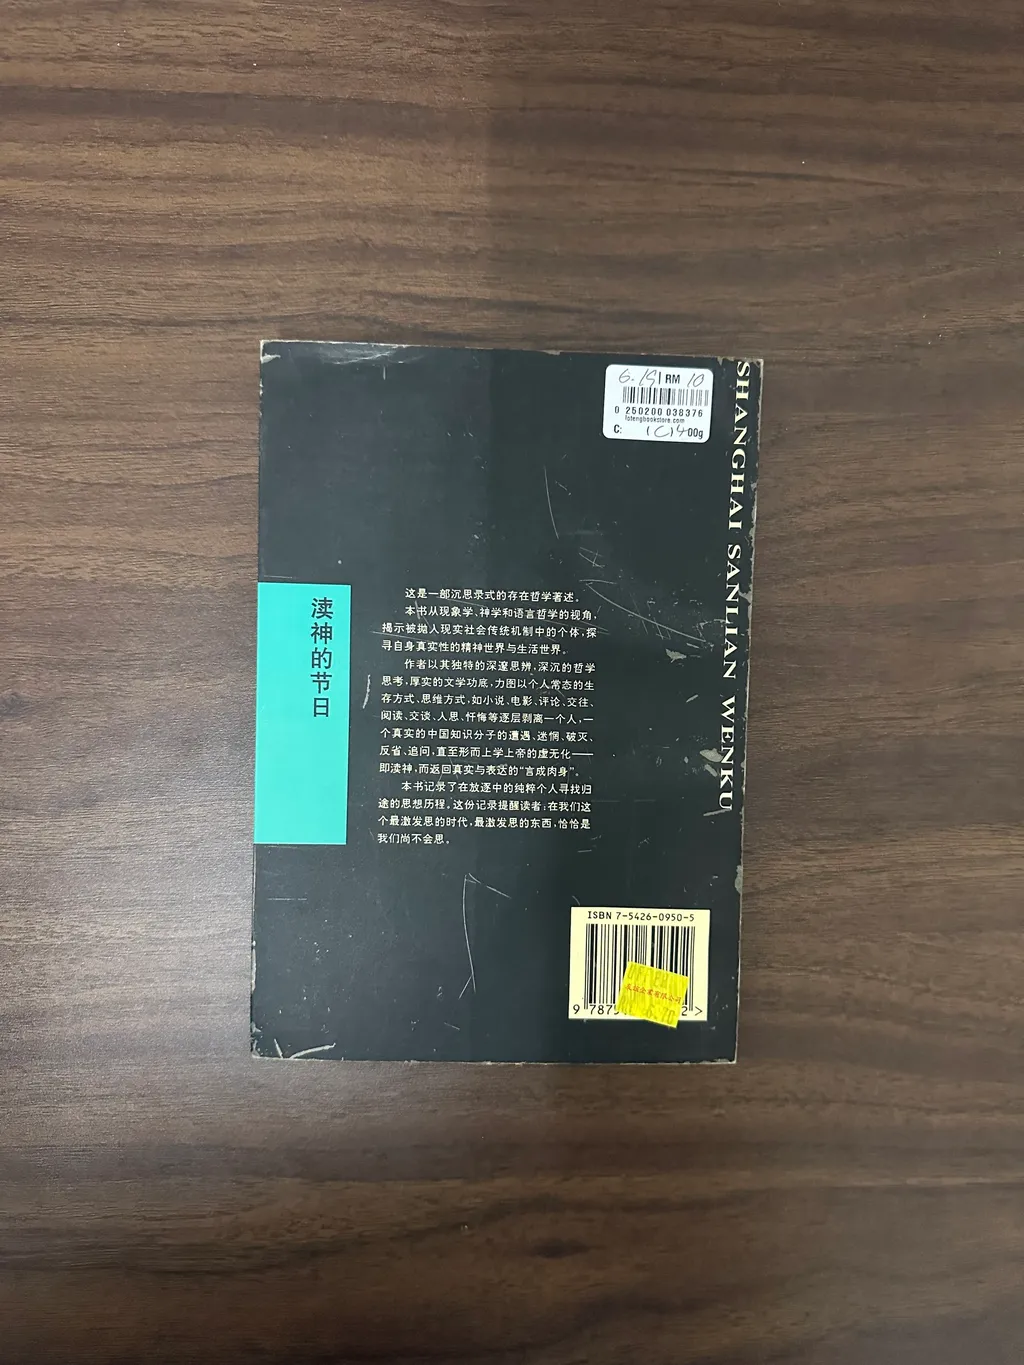 RM 10
0 250200 038376
fotengbookstore.com
C:
00g
SHANGHAI SANLIAN WENKU
渎神的节日
这是一部沉思录式的存在哲学著述。
本书从现象学、神学和语言哲学的视角,
揭示被抛人现实社会传统机制中的个体,探
寻自身真实性的精神世界与生活世界。
作者以其独特的深邃思辨,深沉的哲学
思考,厚实的文学功底,力图以个人常态的生
存方式、思维方式,如小说、电影、评论、交往、
阅读、交谈、人思、忏悔等逐层剥离一个人,一
个真实的中国知识分子的遭遇、迷惘、破灭、
反省、追问,直至形而上学上帝的虚无化——
即渎神,而返回真实与表达的“言成肉身”。
本书记录了在放逐中的纯粹个人寻找归
途的思想历程。这份记录提醒读者:在我们这
个最激发思的时代,最激发思的东西,恰恰是
我们尚不会思。
ISBN 7-5426-0950-5